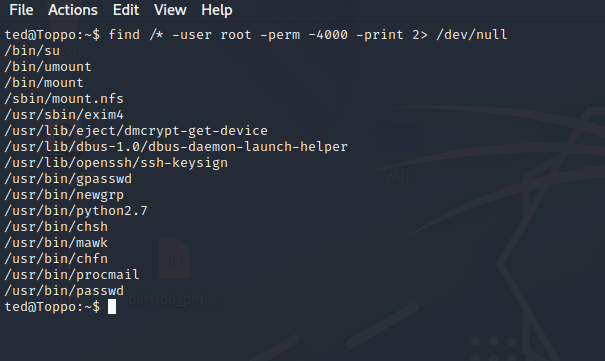 File Actions Edit View Help
ted@Toppo:~$ find /* -user root -perm -4000 -print 2> /dev/null
/bin/su
/bin/umount
/bin/mount
/sbin/mount.nfs
/usr/sbin/exim4
/usr/lib/eject/dmcrypt-get-device
/usr/lib/dbus-1.0/dbus-daemon-launch-helper
/usr/lib/openssh/ssh-keysign
/usr/bin/gpasswd
/usr/bin/newgrp
/usr/bin/python2.7
/usr/bin/chsh
/usr/bin/mawk
/usr/bin/chfn
/usr/bin/procmail
/usr/bin/passwd
ted@Toppo:~$